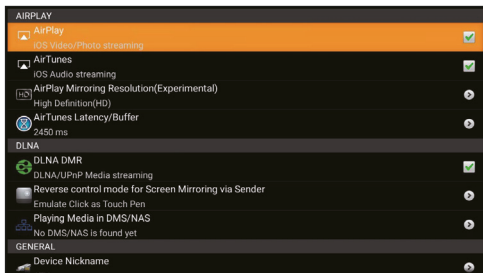 AIRPLAY
AirPlay
iOS Video/Photo streaming
AirTunes
iOS Audio streaming
AirPlay Mirroring Resolution(Experimental)
High Definition(HD)
AirTunes Latency/Buffer
2450 ms
DLNA
DLNA DMR
DLNA/UPnP Media streaming
Reverse control mode for Screen Mirroring via Sender
Emulate Click as Touch Pen
Playing Media in DMS/NAS
No DMS/NAS is found yet
GENERAL
Device Nickname